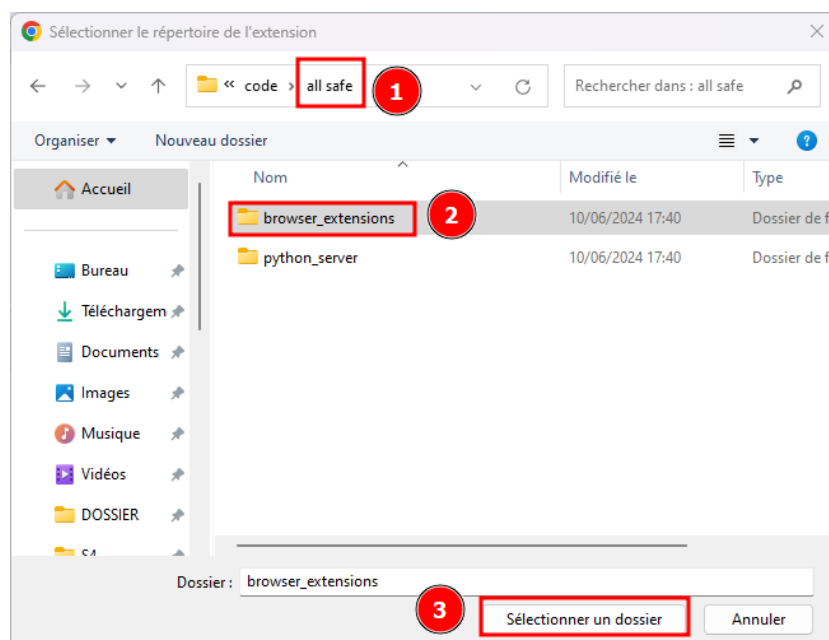 Sélectionner le répertoire de l'extension
« code › all safe
1
Rechercher dans : all safe
Organiser
Nouveau dossier
?
Nom
Modifié le
Type
Accueil
browser_extensions
2
10/06/2024 17:40
Dossier de f
python_server
10/06/2024 17:40
Dossier de f
Bureau
Téléchargem
Documents
Images
Musique
Vidéos
DOSSIER
S4
Dossier : browser_extensions
3
Sélectionner un dossier
Annuler